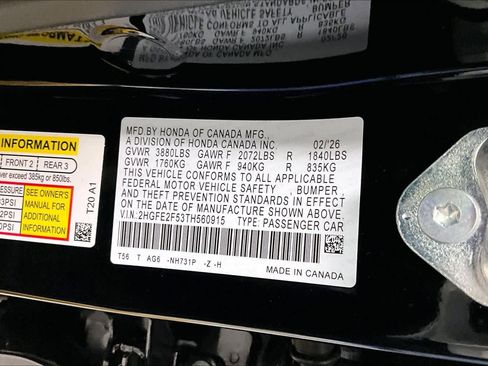 MFD.BY HONDA OF CANADA MFG.,
A DIVISION OF HONDA CANADA INC. 02/'26
GVWR 3880LBS GAWR F 2072LBS R 1840LBS
GVWR 1760KG GAWR F 940KG R 835KG
THIS VEHICLE CONFORMS TO ALL APPLICABLE
FEDERAL MOTOR VEHICLE SAFETY , BUMPER ,
AND THEFT PREVENTION STANDARDS IN EFFECT
ON THE DATE OF MANUFACTURE SHOWN ABOVE.
V.I.N:2HGFE2F53TH560915 TYPE: PASSENGER CAR
T56 T AG6 -NH731P -Z -H
MADE IN CANADA
INFORMATION
FRONT 2 REAR 3
ver exceed 385kg or 850lbs.
SEE OWNER'S
MANUAL FOR
ADDITIONAL
INFORMATION
T20 A1